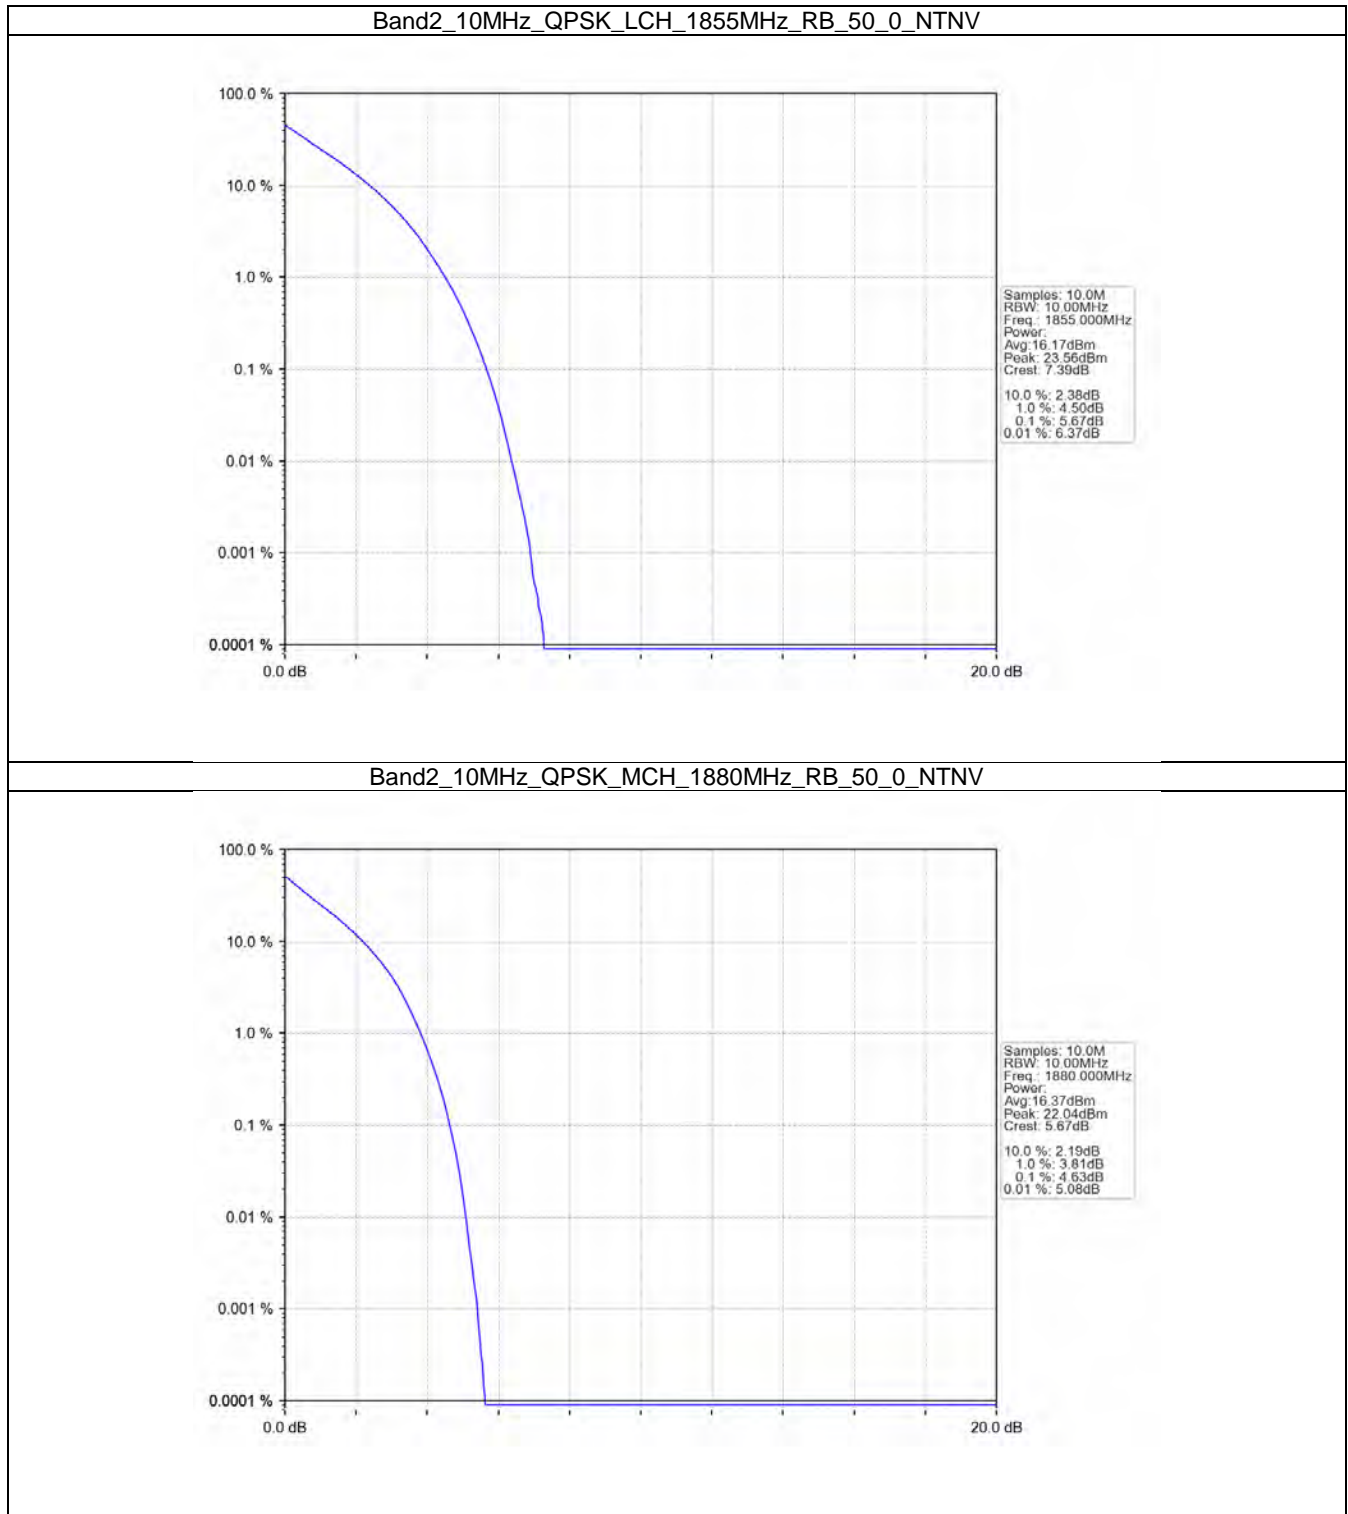 Band2_10MHz_QPSK_LCH_1855MHz_RB_50_0_NTNV
100.0 %
10.0 %
1.0 %
0.1 %
0.01 %
0.001 %
0.0001 %
0.0 dB
20.0 dB
Samples: 10.0M
RBW: 10.00MHz
Freq.: 1855.000MHz
Power:
Avg:16.17dBm
Peak: 23.56dBm
Crest: 7.39dB
10.0 %: 2.38dB
1.0 %: 4.50dB
0.1 %: 5.67dB
0.01 %: 6.37dB
Band2_10MHz_QPSK_MCH_1880MHz_RB_50_0_NTNV
100.0 %
10.0 %
1.0 %
0.1 %
0.01 %
0.001 %
0.0001 %
0.0 dB
20.0 dB
Samples: 10.0M
RBW: 10.00MHz
Freq.: 1880.000MHz
Power:
Avg:16.37dBm
Peak: 22.04dBm
Crest: 5.67dB
10.0 %: 2.19dB
1.0 %: 3.81dB
0.1 %: 4.63dB
0.01 %: 5.08dB